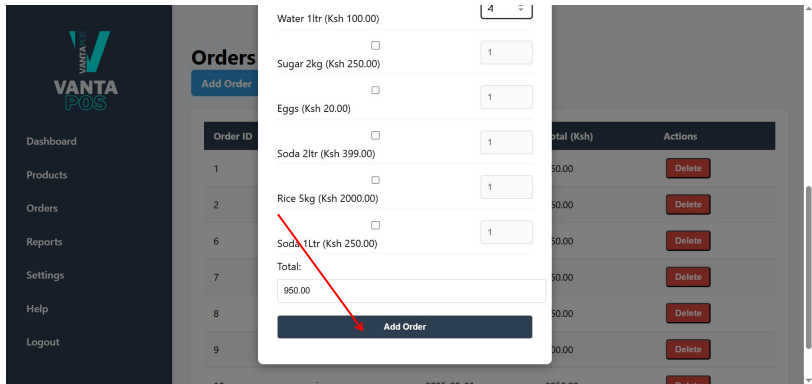 VANTA
POS
VANTA
POS
Dashboard
Products
Orders
Reports
Settings
Help
Logout
Orders
Add Order
Order ID
Total (Ksh)
Actions
1
Delete
2
Delete
6
Delete
7
Delete
8
Delete
9
Delete
Delete
Water 1ltr (Ksh 100.00)
4
Sugar 2kg (Ksh 250.00)
1
Eggs (Ksh 20.00)
1
Soda 2ltr (Ksh 399.00)
1
Rice 5kg (Ksh 2000.00)
1
Soda 1Ltr (Ksh 250.00)
1
Total:
950.00
Add Order